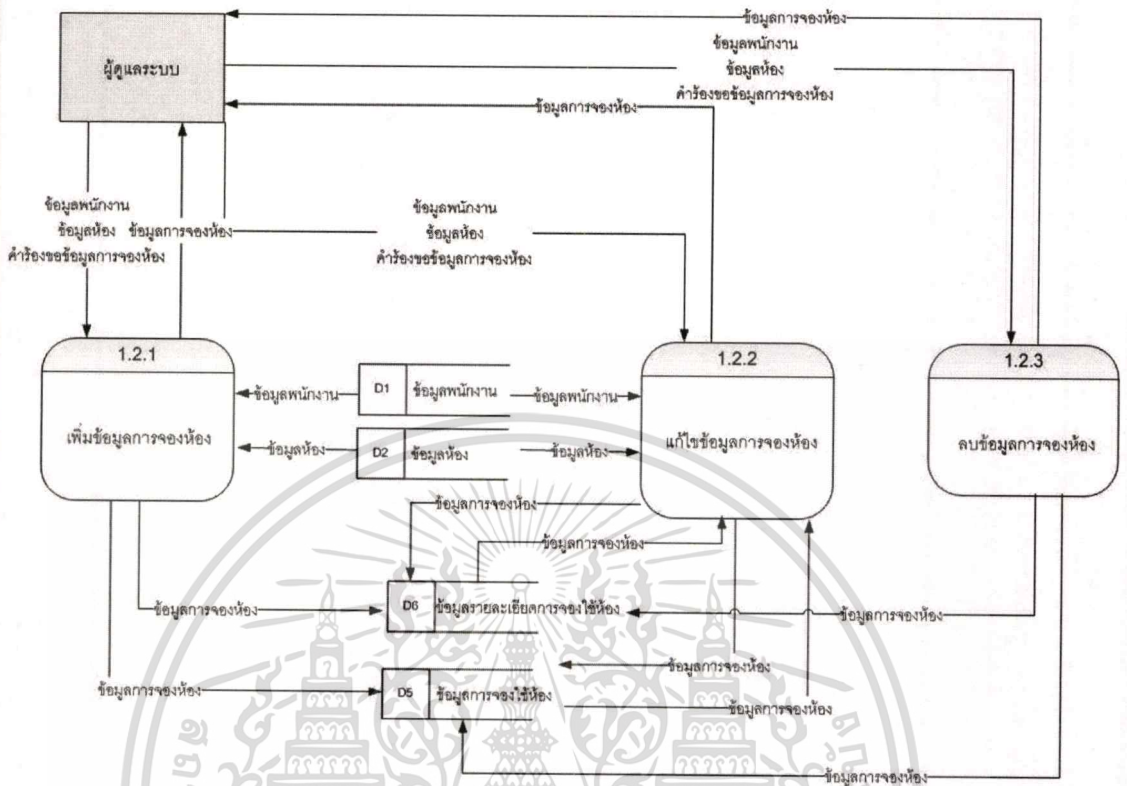 ข้อมูลการจองห้อง
ผู้ดูแลระบบ
ข้อมูลพนักงาน
ข้อมูลห้อง
คำร้องขอข้อมูลการจองห้อง
ข้อมูลการจองห้อง
ข้อมูลพนักงาน
ข้อมูลห้อง
คำร้องขอข้อมูลการจองห้อง
ข้อมูลการจองห้อง
ข้อมูลพนักงาน
ข้อมูลห้อง
คำร้องขอข้อมูลการจองห้อง
1.2.1
เพิ่มข้อมูลการจองห้อง
1.2.2
แก้ไขข้อมูลการจองห้อง
1.2.3
ลบข้อมูลการจองห้อง
ข้อมูลพนักงาน
D1 ข้อมูลพนักงาน
ข้อมูลพนักงาน
ข้อมูลห้อง
D2 ข้อมูลห้อง
ข้อมูลห้อง
ข้อมูลการจองห้อง
ข้อมูลการจองห้อง
ข้อมูลการจองห้อง
D6 ข้อมูลรายละเอียดการจองใช้ห้อง
ข้อมูลการจองห้อง
ข้อมูลการจองห้อง
ข้อมูลการจองห้อง
D5 ข้อมูลการจองใช้ห้อง
ข้อมูลการจองห้อง
ข้อมูลการจองห้อง